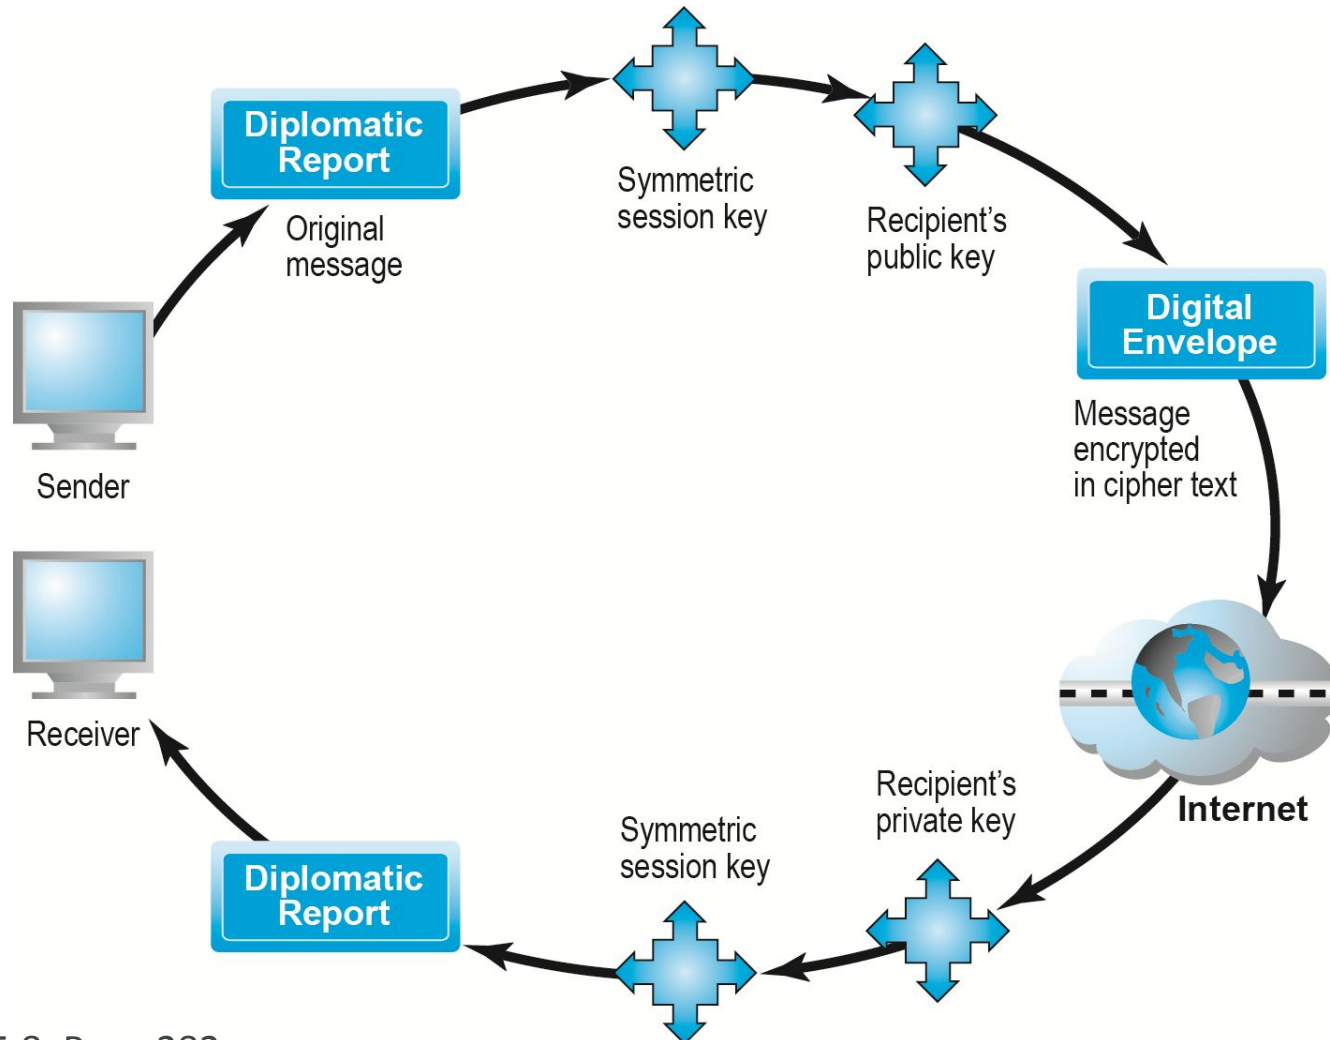 Diplomatic
Report
Original
message
Symmetric
session key
Recipient's
public key
Digital
Envelope
Message
encrypted
in cipher text
Sender
Receiver
Internet
Recipient's
private key
Symmetric
session key
Diplomatic
Report